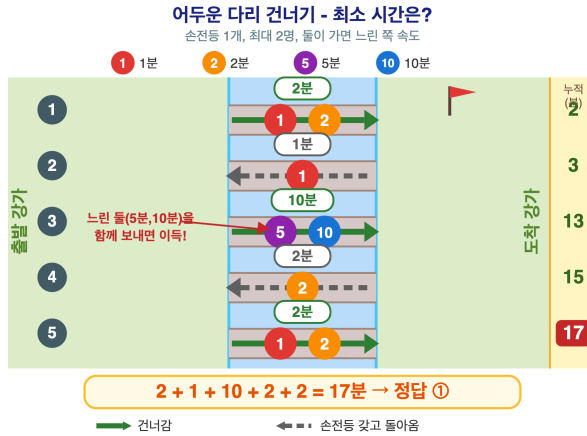 어두운 다리 건너기 - 최소 시간은?
손전등 1개, 최대 2명, 둘이 가면 느린 쪽 속도
1 1분 2 2분 5 5분 10 10분
누적
(분)
출발 강가
도착 강가
1 2분 1 2 2
2 1분 1 3
3 10분 5 10 13
느린 둘(5분,10분)을
함께 보내면 이득!
4 2분 2 15
5 2분 1 2 17
2 + 1 + 10 + 2 + 2 = 17분 → 정답 ①
건너감 손전등 갖고 돌아옴